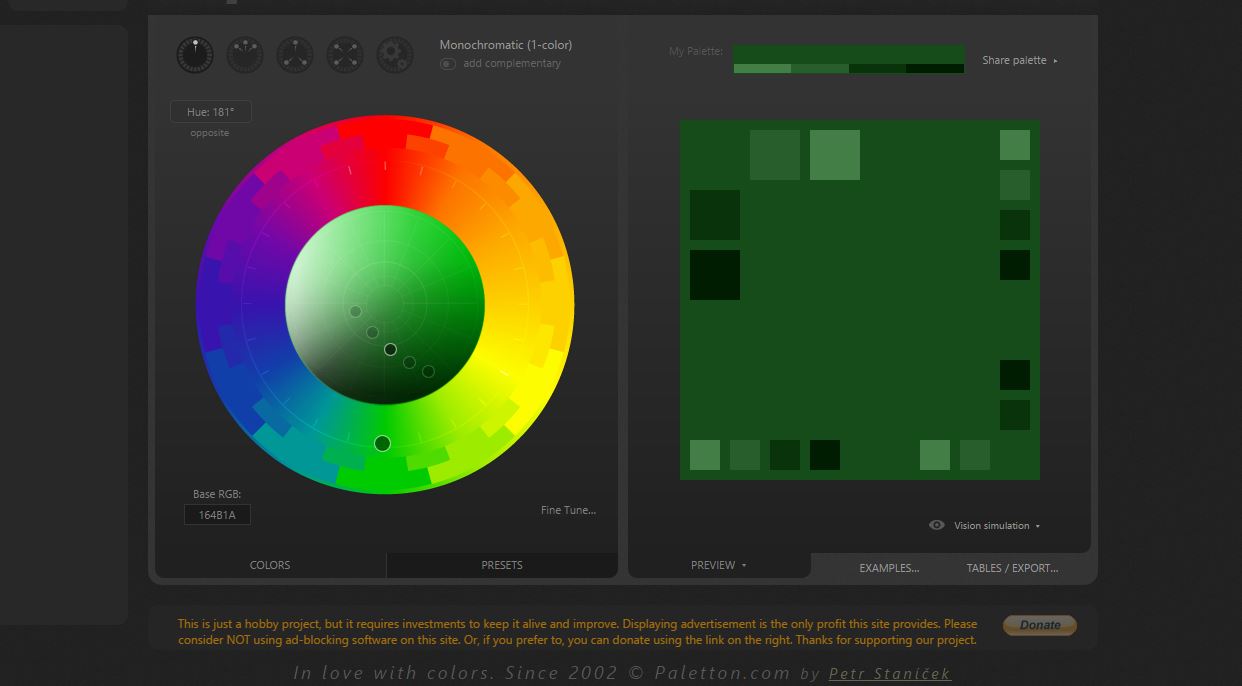 Monochromatic (1-color)
add complementary
My Palette:
Share palette
Hue: 181°
opposite
Base RGB:
164B1A
Fine Tune...
Vision simulation
COLORS
PRESETS
PREVIEW
EXAMPLES...
TABLES / EXPORT...
This is just a hobby project, but it requires investments to keep it alive and improve. Displaying advertisement is the only profit this site provides. Please
consider NOT using ad-blocking software on this site. Or, if you prefer to, you can donate using the link on the right. Thanks for supporting our project.
Donate
In love with colors. Since 2002 © Paletton.com by Petr Staníček